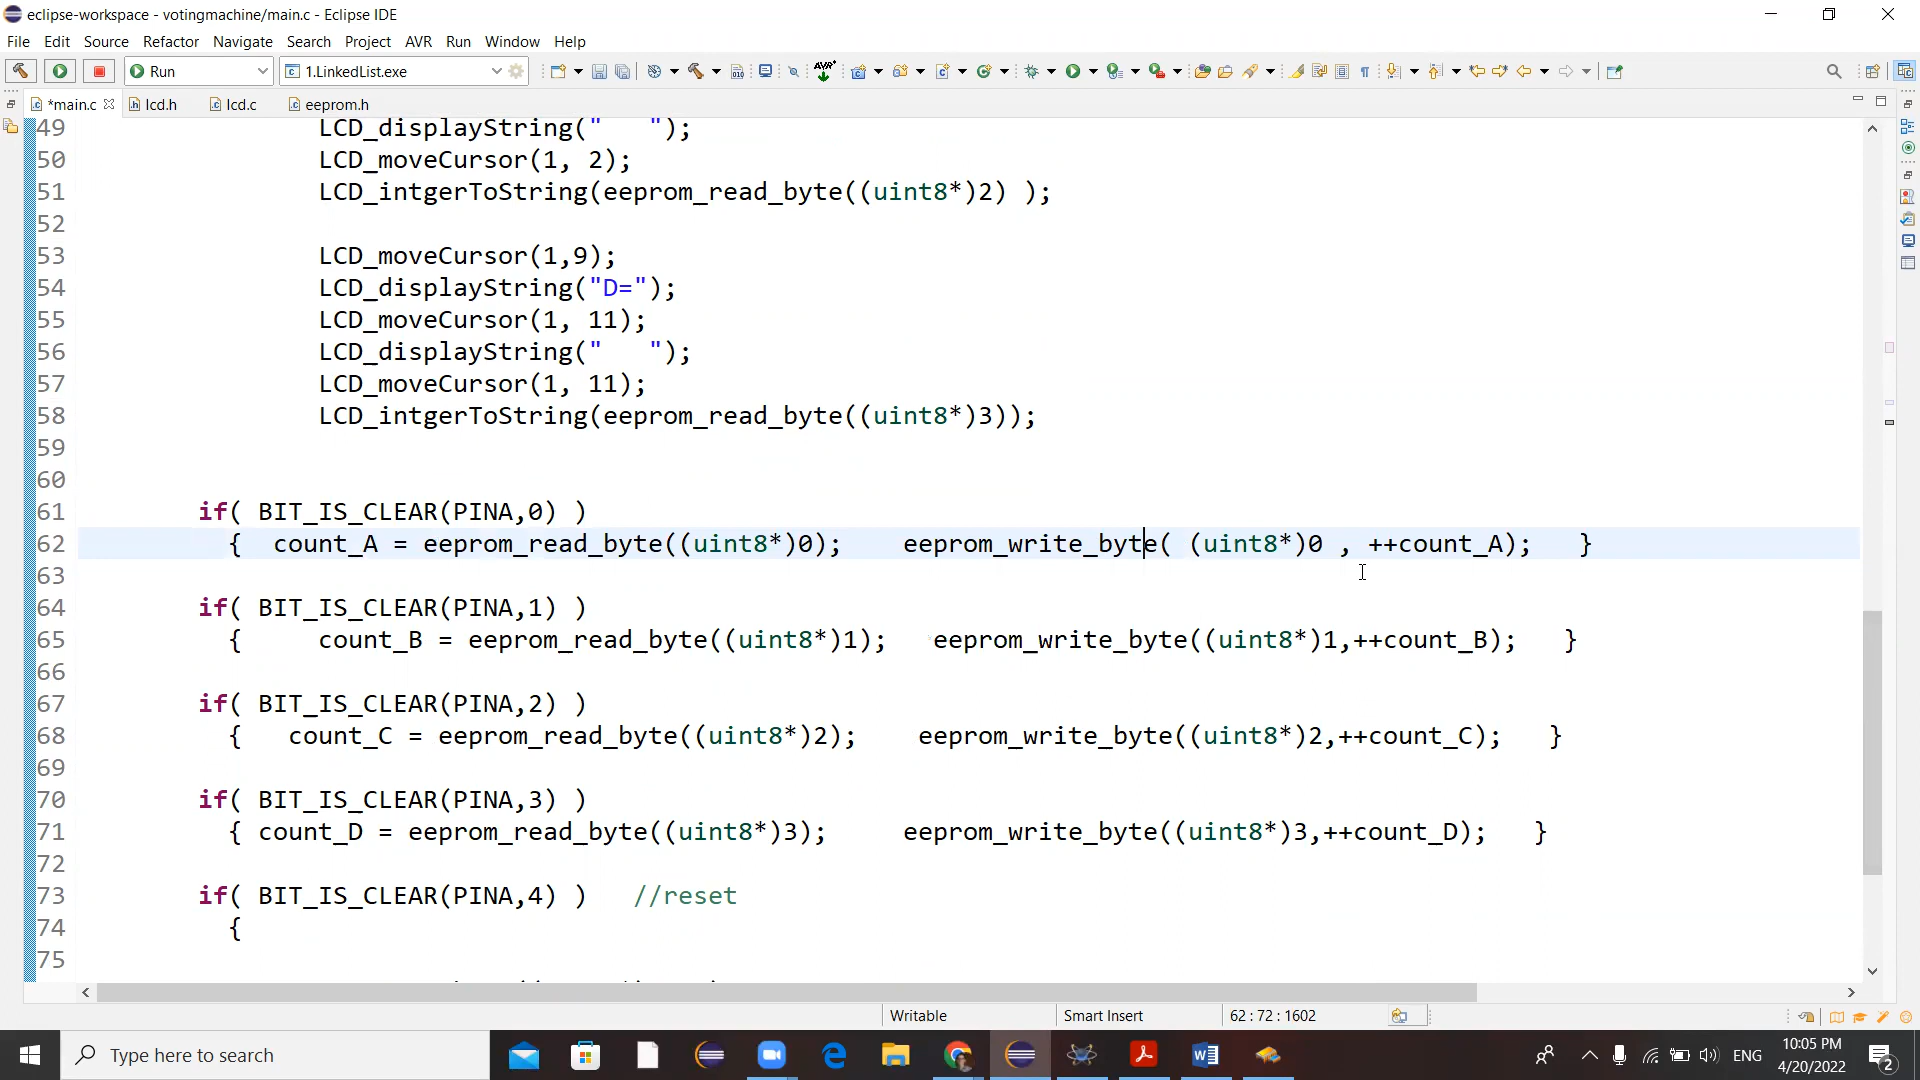 eclipse-workspace - votingmachine/main.c - Eclipse IDE
File Edit Source Refactor Navigate Search Project AVR Run Window Help
Run 1.LinkedList.exe
*main.c lcd.h lcd.c eeprom.h
49 LCD_displayString("   ");
50 LCD_moveCursor(1, 2);
51 LCD_intgerToString(eeprom_read_byte((uint8*)2) );
52
53 LCD_moveCursor(1,9);
54 LCD_displayString("D=");
55 LCD_moveCursor(1, 11);
56 LCD_displayString("   ");
57 LCD_moveCursor(1, 11);
58 LCD_intgerToString(eeprom_read_byte((uint8*)3));
59
60
61 if( BIT_IS_CLEAR(PINA,0) )
62 { count_A = eeprom_read_byte((uint8*)0); eeprom_write_byte( (uint8*)0 , ++count_A); }
63
64 if( BIT_IS_CLEAR(PINA,1) )
65 { count_B = eeprom_read_byte((uint8*)1); eeprom_write_byte((uint8*)1,++count_B); }
66
67 if( BIT_IS_CLEAR(PINA,2) )
68 { count_C = eeprom_read_byte((uint8*)2); eeprom_write_byte((uint8*)2,++count_C); }
69
70 if( BIT_IS_CLEAR(PINA,3) )
71 { count_D = eeprom_read_byte((uint8*)3); eeprom_write_byte((uint8*)3,++count_D); }
72
73 if( BIT_IS_CLEAR(PINA,4) ) //reset
74 {
75
Writable Smart Insert 62 : 72 : 1602
Type here to search
ENG 10:05 PM
4/20/2022
2